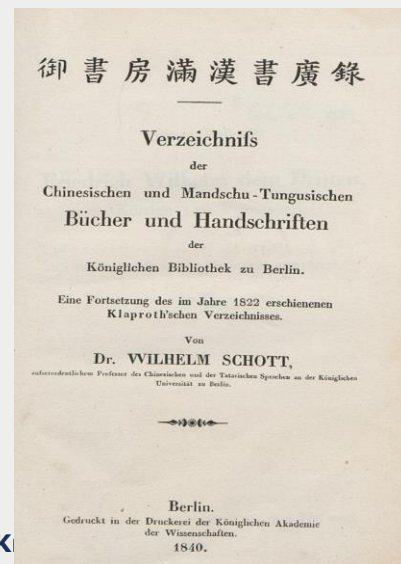 御書房滿漢書廣錄
Verzeichniſs
der
Chinesischen und Mandschu-Tungusischen
Bücher und Handschriften
der
Königlichen Bibliothek zu Berlin.
Eine Fortsetzung des im Jahre 1822 erschienenen
Klaproth'schen Verzeichnisses.
Von
Dr. WILHELM SCHOTT,
auſserordentlichem Professor des Chinesischen und der Tatarischen Sprachen an der Königlichen
Universität zu Berlin.
Berlin.
Gedruckt in der Druckerei der Königlichen Akademie
der Wissenschaften.
1840.